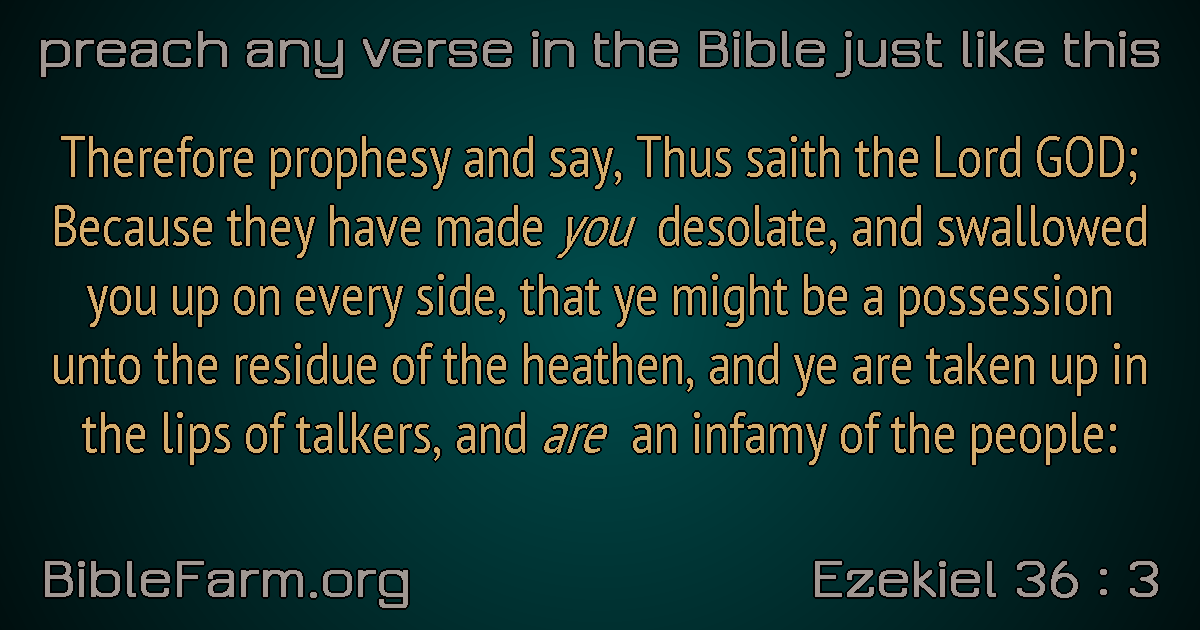 preach any verse in the Bible just like this
Therefore prophesy and say, Thus saith the Lord GOD;
Because they have made you desolate, and swallowed
you up on every side, that ye might be a possession
unto the residue of the heathen, and ye are taken up in
the lips of talkers, and are an infamy of the people:
BibleFarm.org
Ezekiel 36 : 3